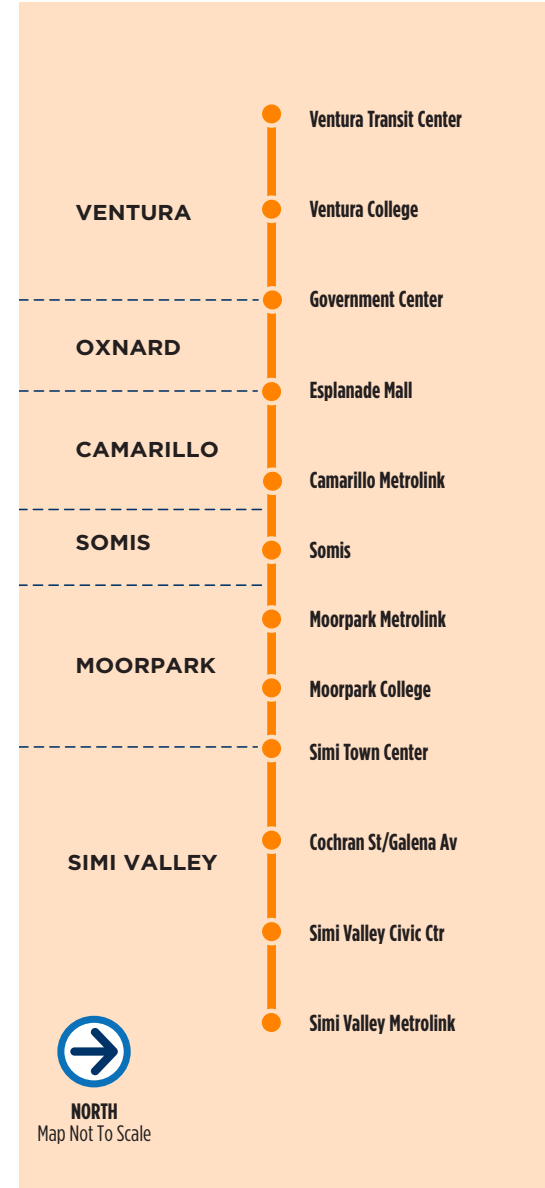 Ventura Transit Center
VENTURA
Ventura College
Government Center
OXNARD
Esplanade Mall
CAMARILLO
Camarillo Metrolink
SOMIS
Somis
Moorpark Metrolink
MOORPARK
Moorpark College
Simi Town Center
Cochran St/Galena Av
SIMI VALLEY
Simi Valley Civic Ctr
Simi Valley Metrolink
NORTH
Map Not To Scale